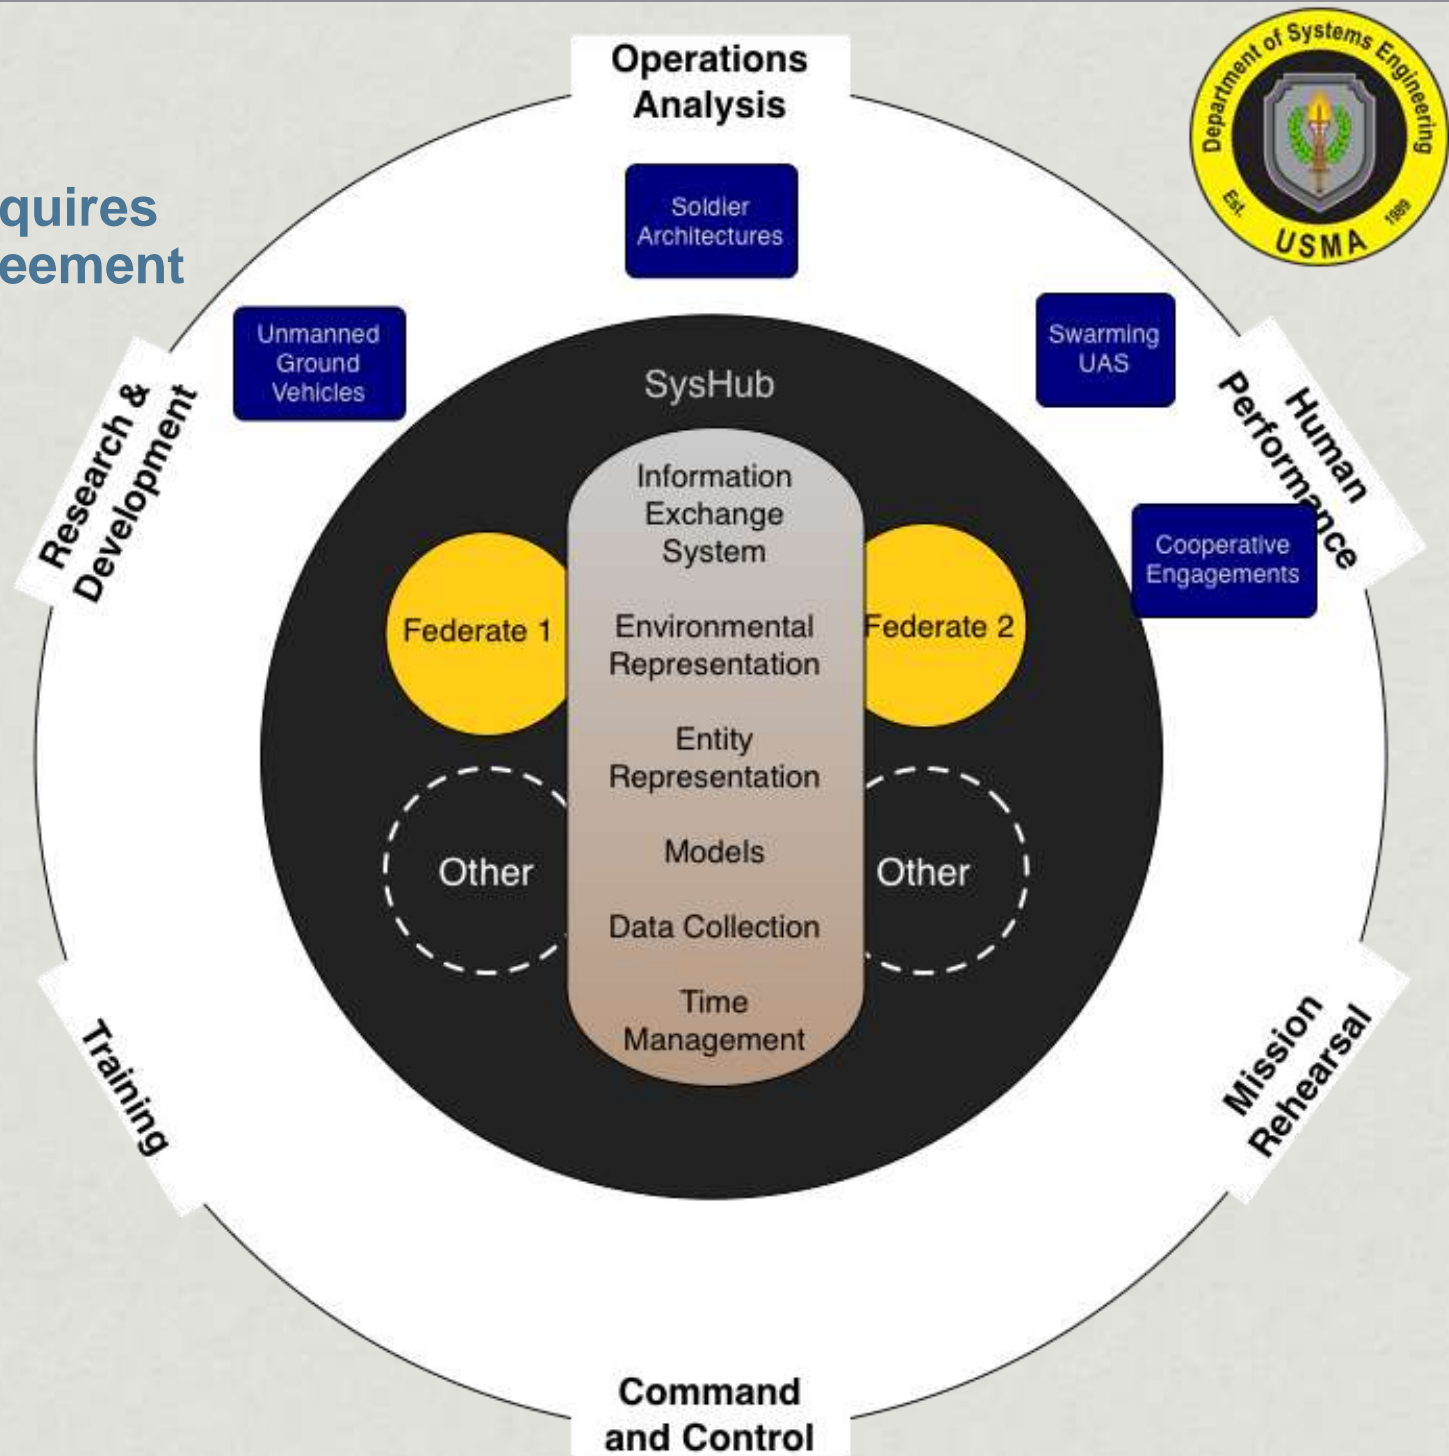 Operations
Analysis
Department of Systems Engineering
Est. 1989
USMA
quires
eement
Soldier
Architectures
Unmanned
Ground
Vehicles
Swarming
UAS
Research &
Development
Human
Performance
Cooperative
Engagements
SysHub
Information
Exchange
System
Federate 1
Environmental
Representation
Federate 2
Entity
Representation
Other
Models
Other
Data Collection
Time
Management
Training
Mission
Rehearsal
Command
and Control